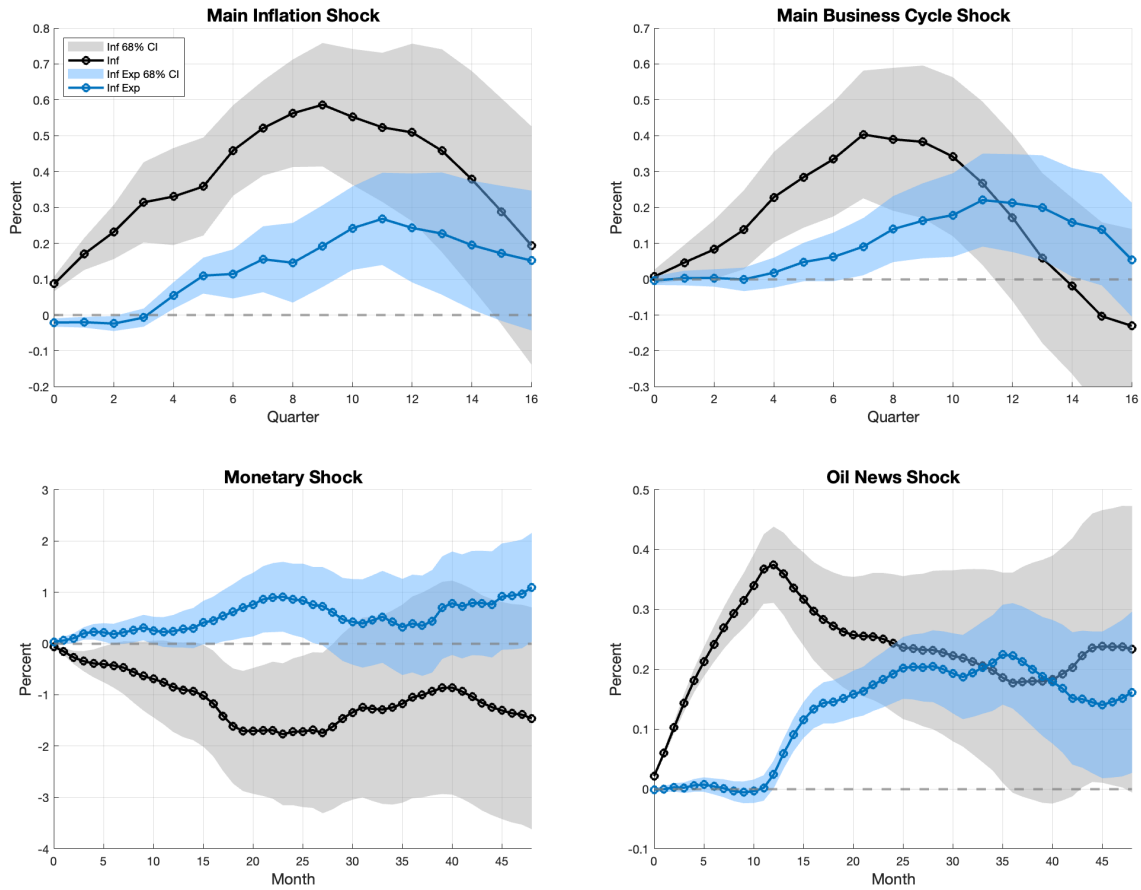 Main Inflation Shock
Inf 68% CI
Inf
Inf Exp 68% CI
Inf Exp
Percent
0.8
0.7
0.6
0.5
0.4
0.3
0.2
0.1
0
-0.1
-0.2
0 2 4 6 8 10 12 14 16
Quarter
Main Business Cycle Shock
Percent
0.5
0.4
0.3
0.2
0.1
0
-0.1
-0.2
-0.3
0 2 4 6 8 10 12 14 16
Quarter
Monetary Shock
Percent
3
2
1
0
-1
-2
-3
-4
0 5 10 15 20 25 30 35 40 45
Month
Oil News Shock
Percent
0.5
0.4
0.3
0.2
0.1
0
-0.1
0 5 10 15 20 25 30 35 40 45
Month